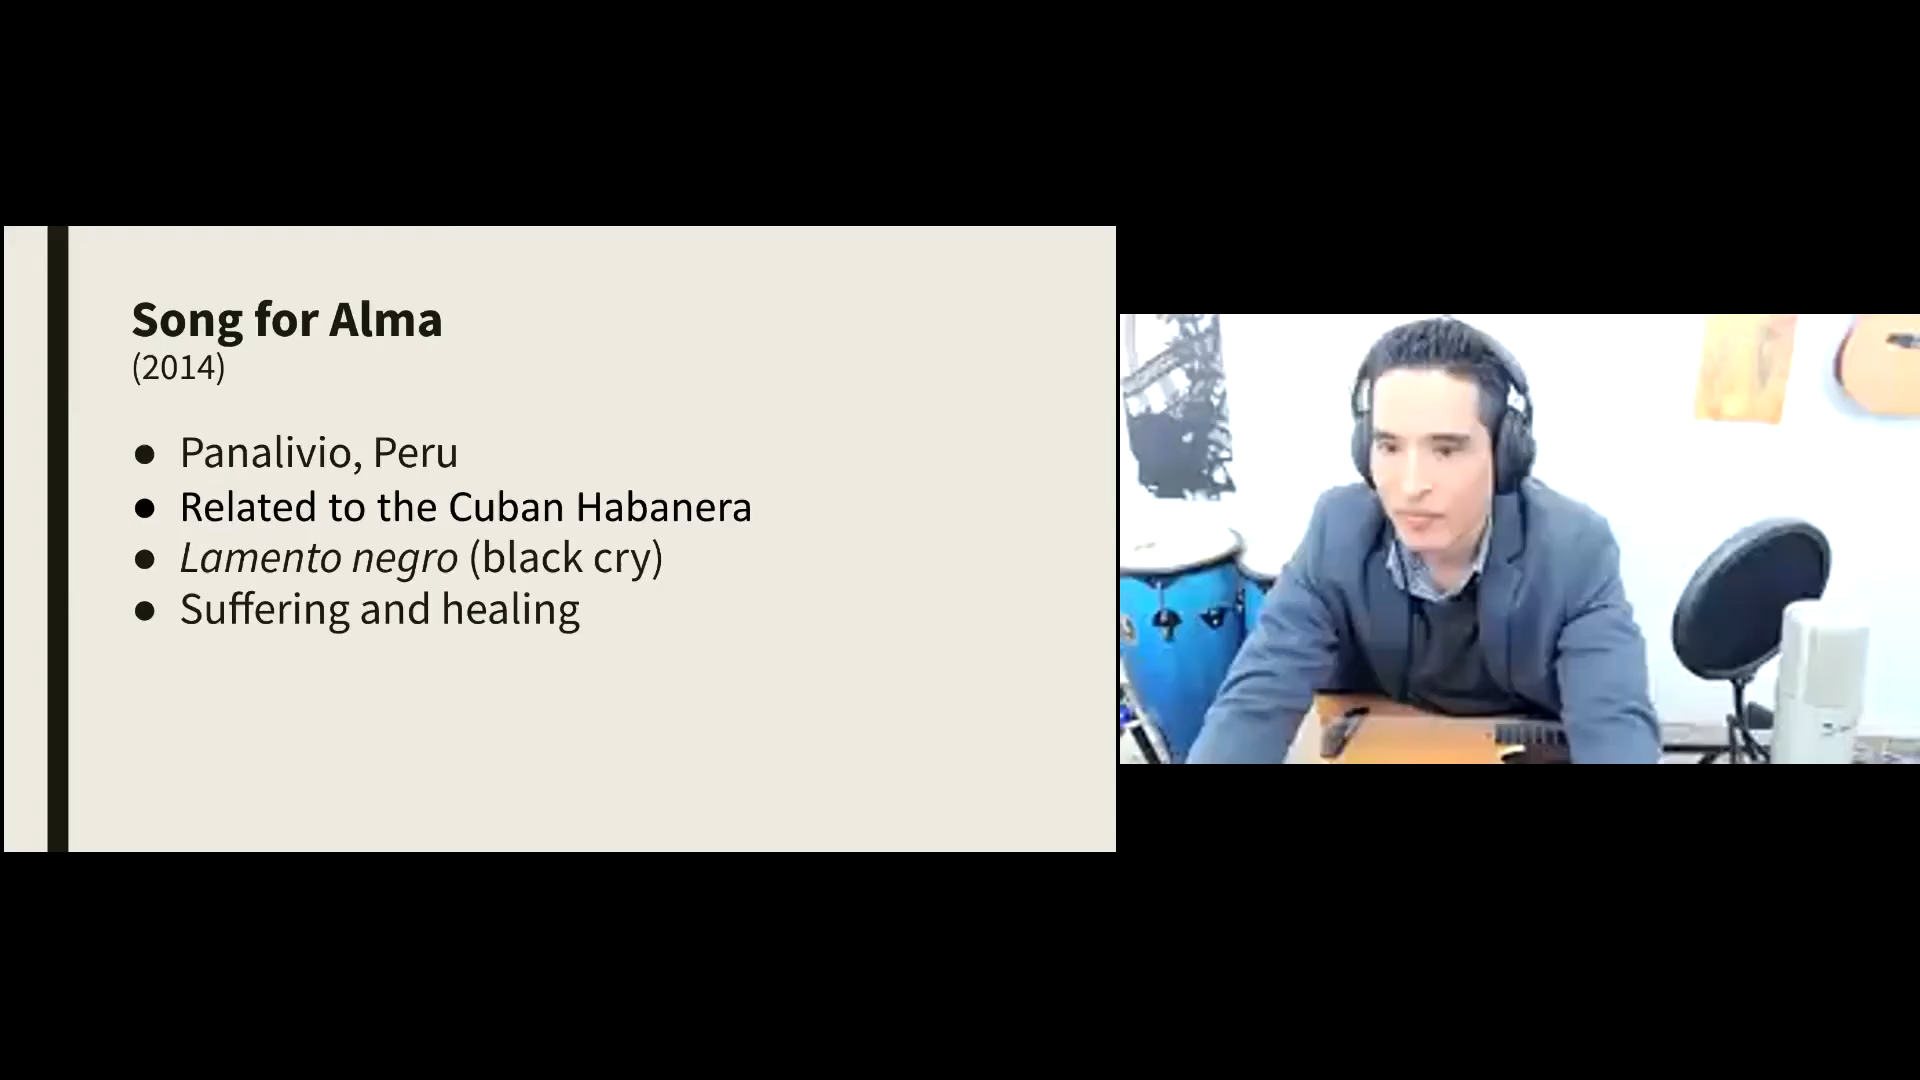 Song for Alma
(2014)
● Panalivio, Peru
● Related to the Cuban Habanera
● Lamento negro (black cry)
● Suffering and healing